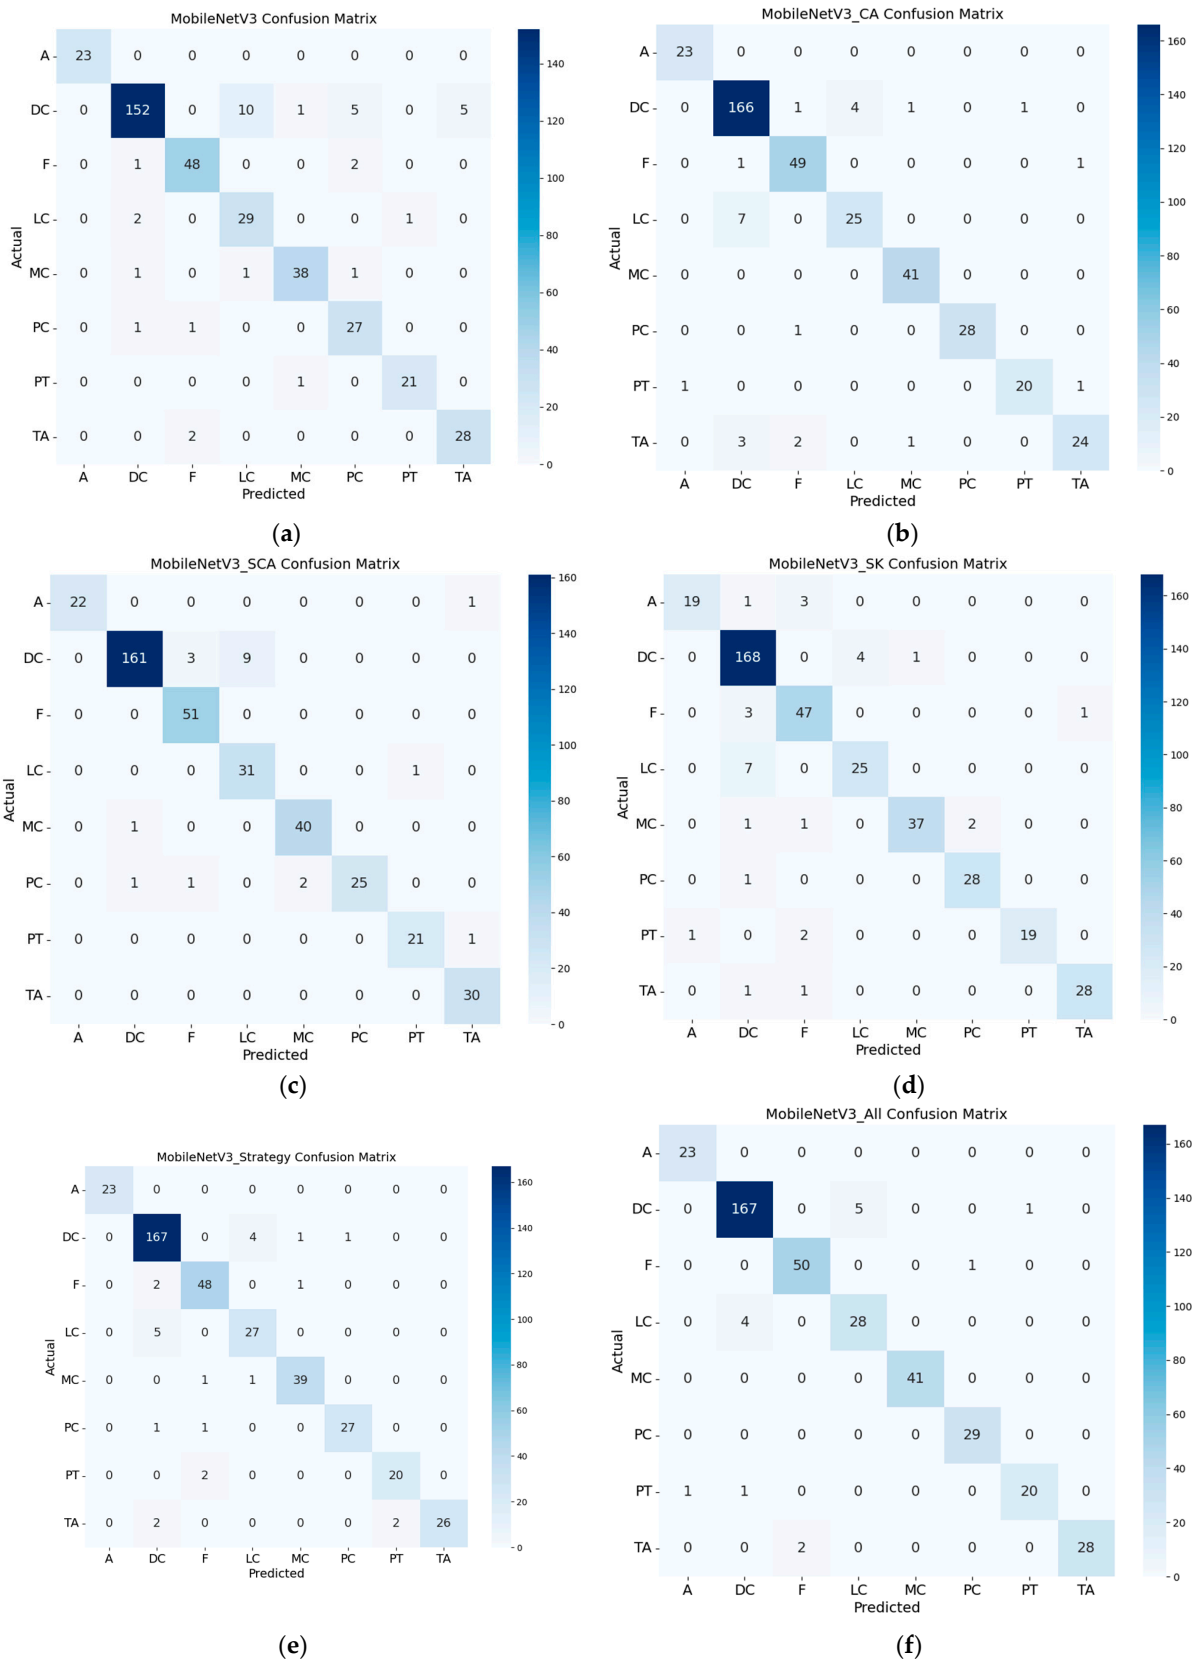 MobileNetV3 Confusion Matrix
A 23 0 0 0 0 0 0 0
DC 0 152 0 10 1 5 0 5
F 0 1 48 0 0 2 0 0
LC 0 2 0 29 0 0 1 0
MC 0 1 0 1 38 1 0 0
PC 0 1 1 0 0 27 0 0
PT 0 0 0 0 1 0 21 0
TA 0 0 2 0 0 0 0 28
A DC F LC MC PC PT TA
Predicted
Actual
140
120
100
80
60
40
20
0
(a)
MobileNetV3_CA Confusion Matrix
A 23 0 0 0 0 0 0 0
DC 0 166 1 4 1 0 1 0
F 0 1 49 0 0 0 0 1
LC 0 7 0 25 0 0 0 0
MC 0 0 0 0 41 0 0 0
PC 0 0 1 0 0 28 0 0
PT 1 0 0 0 0 0 20 1
TA 0 3 2 0 1 0 0 24
A DC F LC MC PC PT TA
Predicted
Actual
160
140
120
100
80
60
40
20
0
(b)
MobileNetV3_SCA Confusion Matrix
A 22 0 0 0 0 0 0 1
DC 0 161 3 9 0 0 0 0
F 0 0 51 0 0 0 0 0
LC 0 0 0 31 0 0 1 0
MC 0 1 0 0 40 0 0 0
PC 0 1 1 0 2 25 0 0
PT 0 0 0 0 0 0 21 1
TA 0 0 0 0 0 0 0 30
A DC F LC MC PC PT TA
Predicted
Actual
160
140
120
100
80
60
40
20
0
(c)
MobileNetV3_SK Confusion Matrix
A 19 1 3 0 0 0 0 0
DC 0 168 0 4 1 0 0 0
F 0 3 47 0 0 0 0 1
LC 0 7 0 25 0 0 0 0
MC 0 1 1 0 37 2 0 0
PC 0 1 0 0 0 28 0 0
PT 1 0 2 0 0 0 19 0
TA 0 1 1 0 0 0 0 28
A DC F LC MC PC PT TA
Predicted
Actual
160
140
120
100
80
60
40
20
0
(d)
MobileNetV3_Strategy Confusion Matrix
A 23 0 0 0 0 0 0 0
DC 0 167 0 4 1 1 0 0
F 0 2 48 0 1 0 0 0
LC 0 5 0 27 0 0 0 0
MC 0 0 1 1 39 0 0 0
PC 0 1 1 0 0 27 0 0
PT 0 0 2 0 0 0 20 0
TA 0 2 0 0 0 0 2 26
A DC F LC MC PC PT TA
Predicted
Actual
160
140
120
100
80
60
40
20
0
(e)
MobileNetV3_All Confusion Matrix
A 23 0 0 0 0 0 0 0
DC 0 167 0 5 0 0 1 0
F 0 0 50 0 0 1 0 0
LC 0 4 0 28 0 0 0 0
MC 0 0 0 0 41 0 0 0
PC 0 0 0 0 0 29 0 0
PT 1 1 0 0 0 0 20 0
TA 0 0 2 0 0 0 0 28
A DC F LC MC PC PT TA
Predicted
Actual
160
140
120
100
80
60
40
20
0
(f)